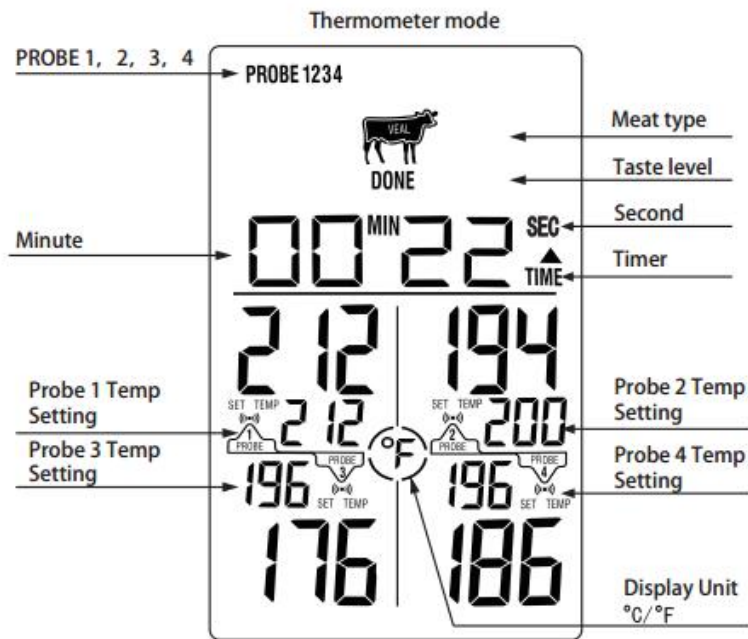 Thermometer mode
PROBE 1, 2, 3, 4
PROBE 1234
VEAL
Meat type
DONE
Taste level
Minute
00 MIN 22 SEC
Second
TIME
Timer
212
194
Probe 1 Temp
Setting
SET TEMP
212
1
PROBE
SET TEMP
200
2
PROBE
Probe 2 Temp
Setting
°F
Probe 3 Temp
Setting
PROBE
3
196
SET TEMP
PROBE
4
196
SET TEMP
Probe 4 Temp
Setting
176
186
Display Unit
°C/°F